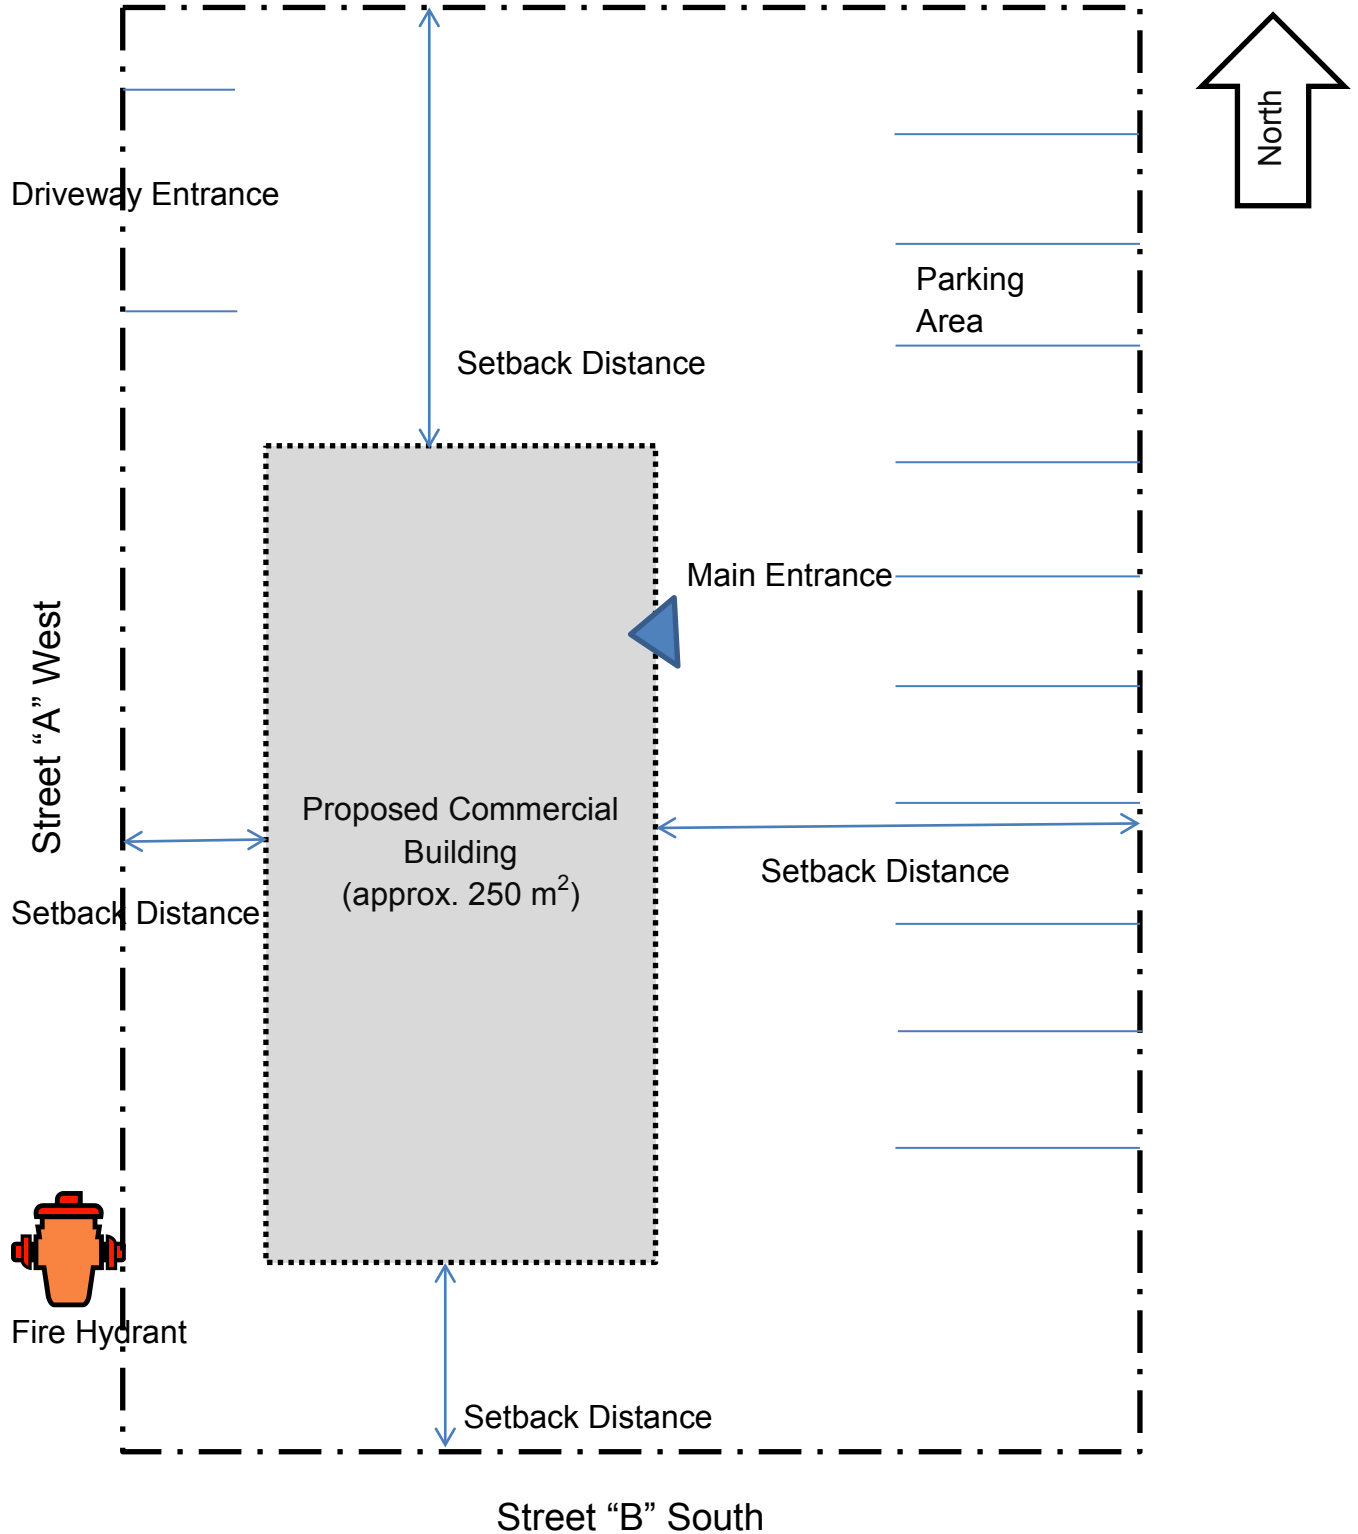 North
Driveway Entrance
Parking
Area
Setback Distance
Main Entrance
Street “A” West
Proposed Commercial
Building
(approx. 250 m²)
Setback Distance
Setback Distance
Fire Hydrant
Setback Distance
Street “B” South